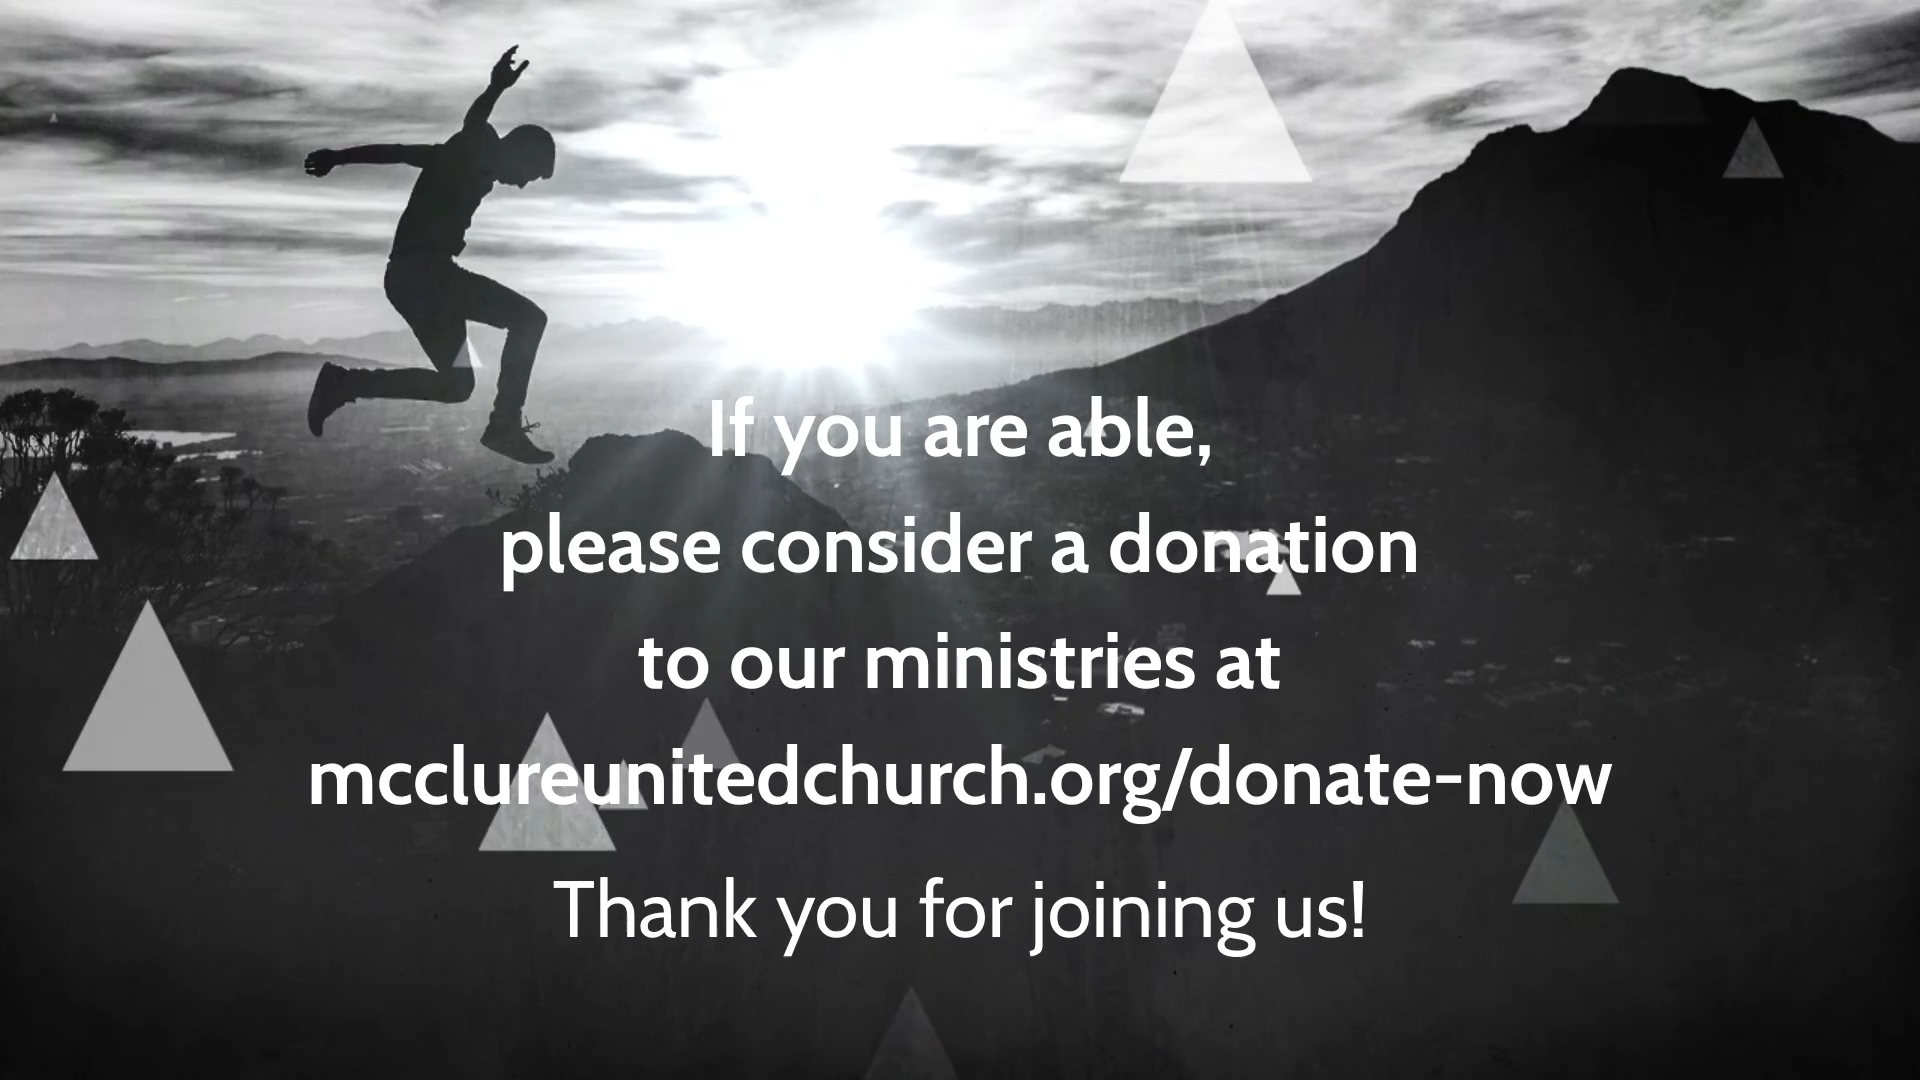 If you are able,
please consider a donation
to our ministries at
mcclureunitedchurch.org/donate-now
Thank you for joining us!